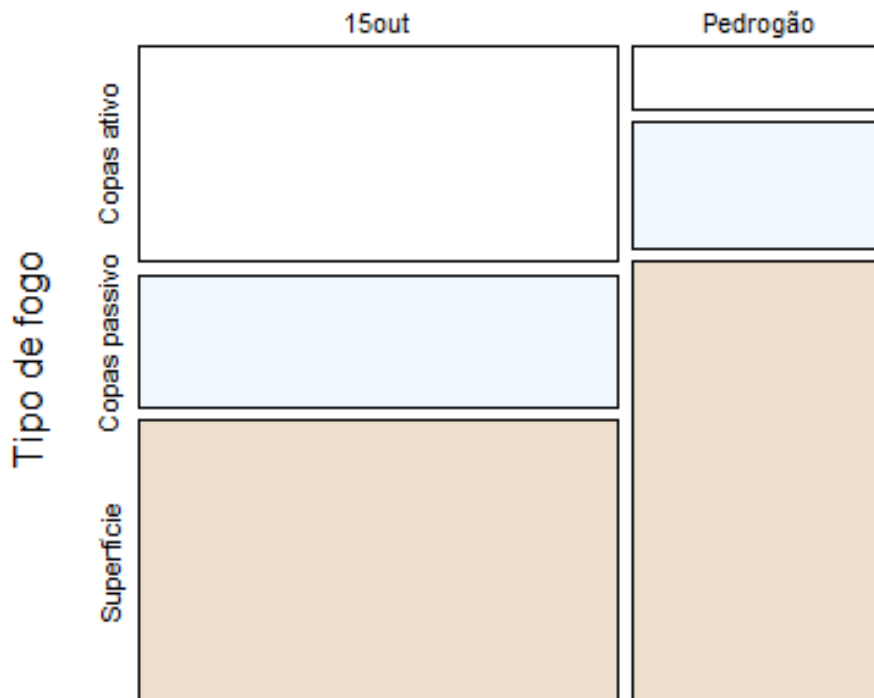 15out
Pedrogão
Tipo de fogo
Copas ativo
Copas passivo
Superfície